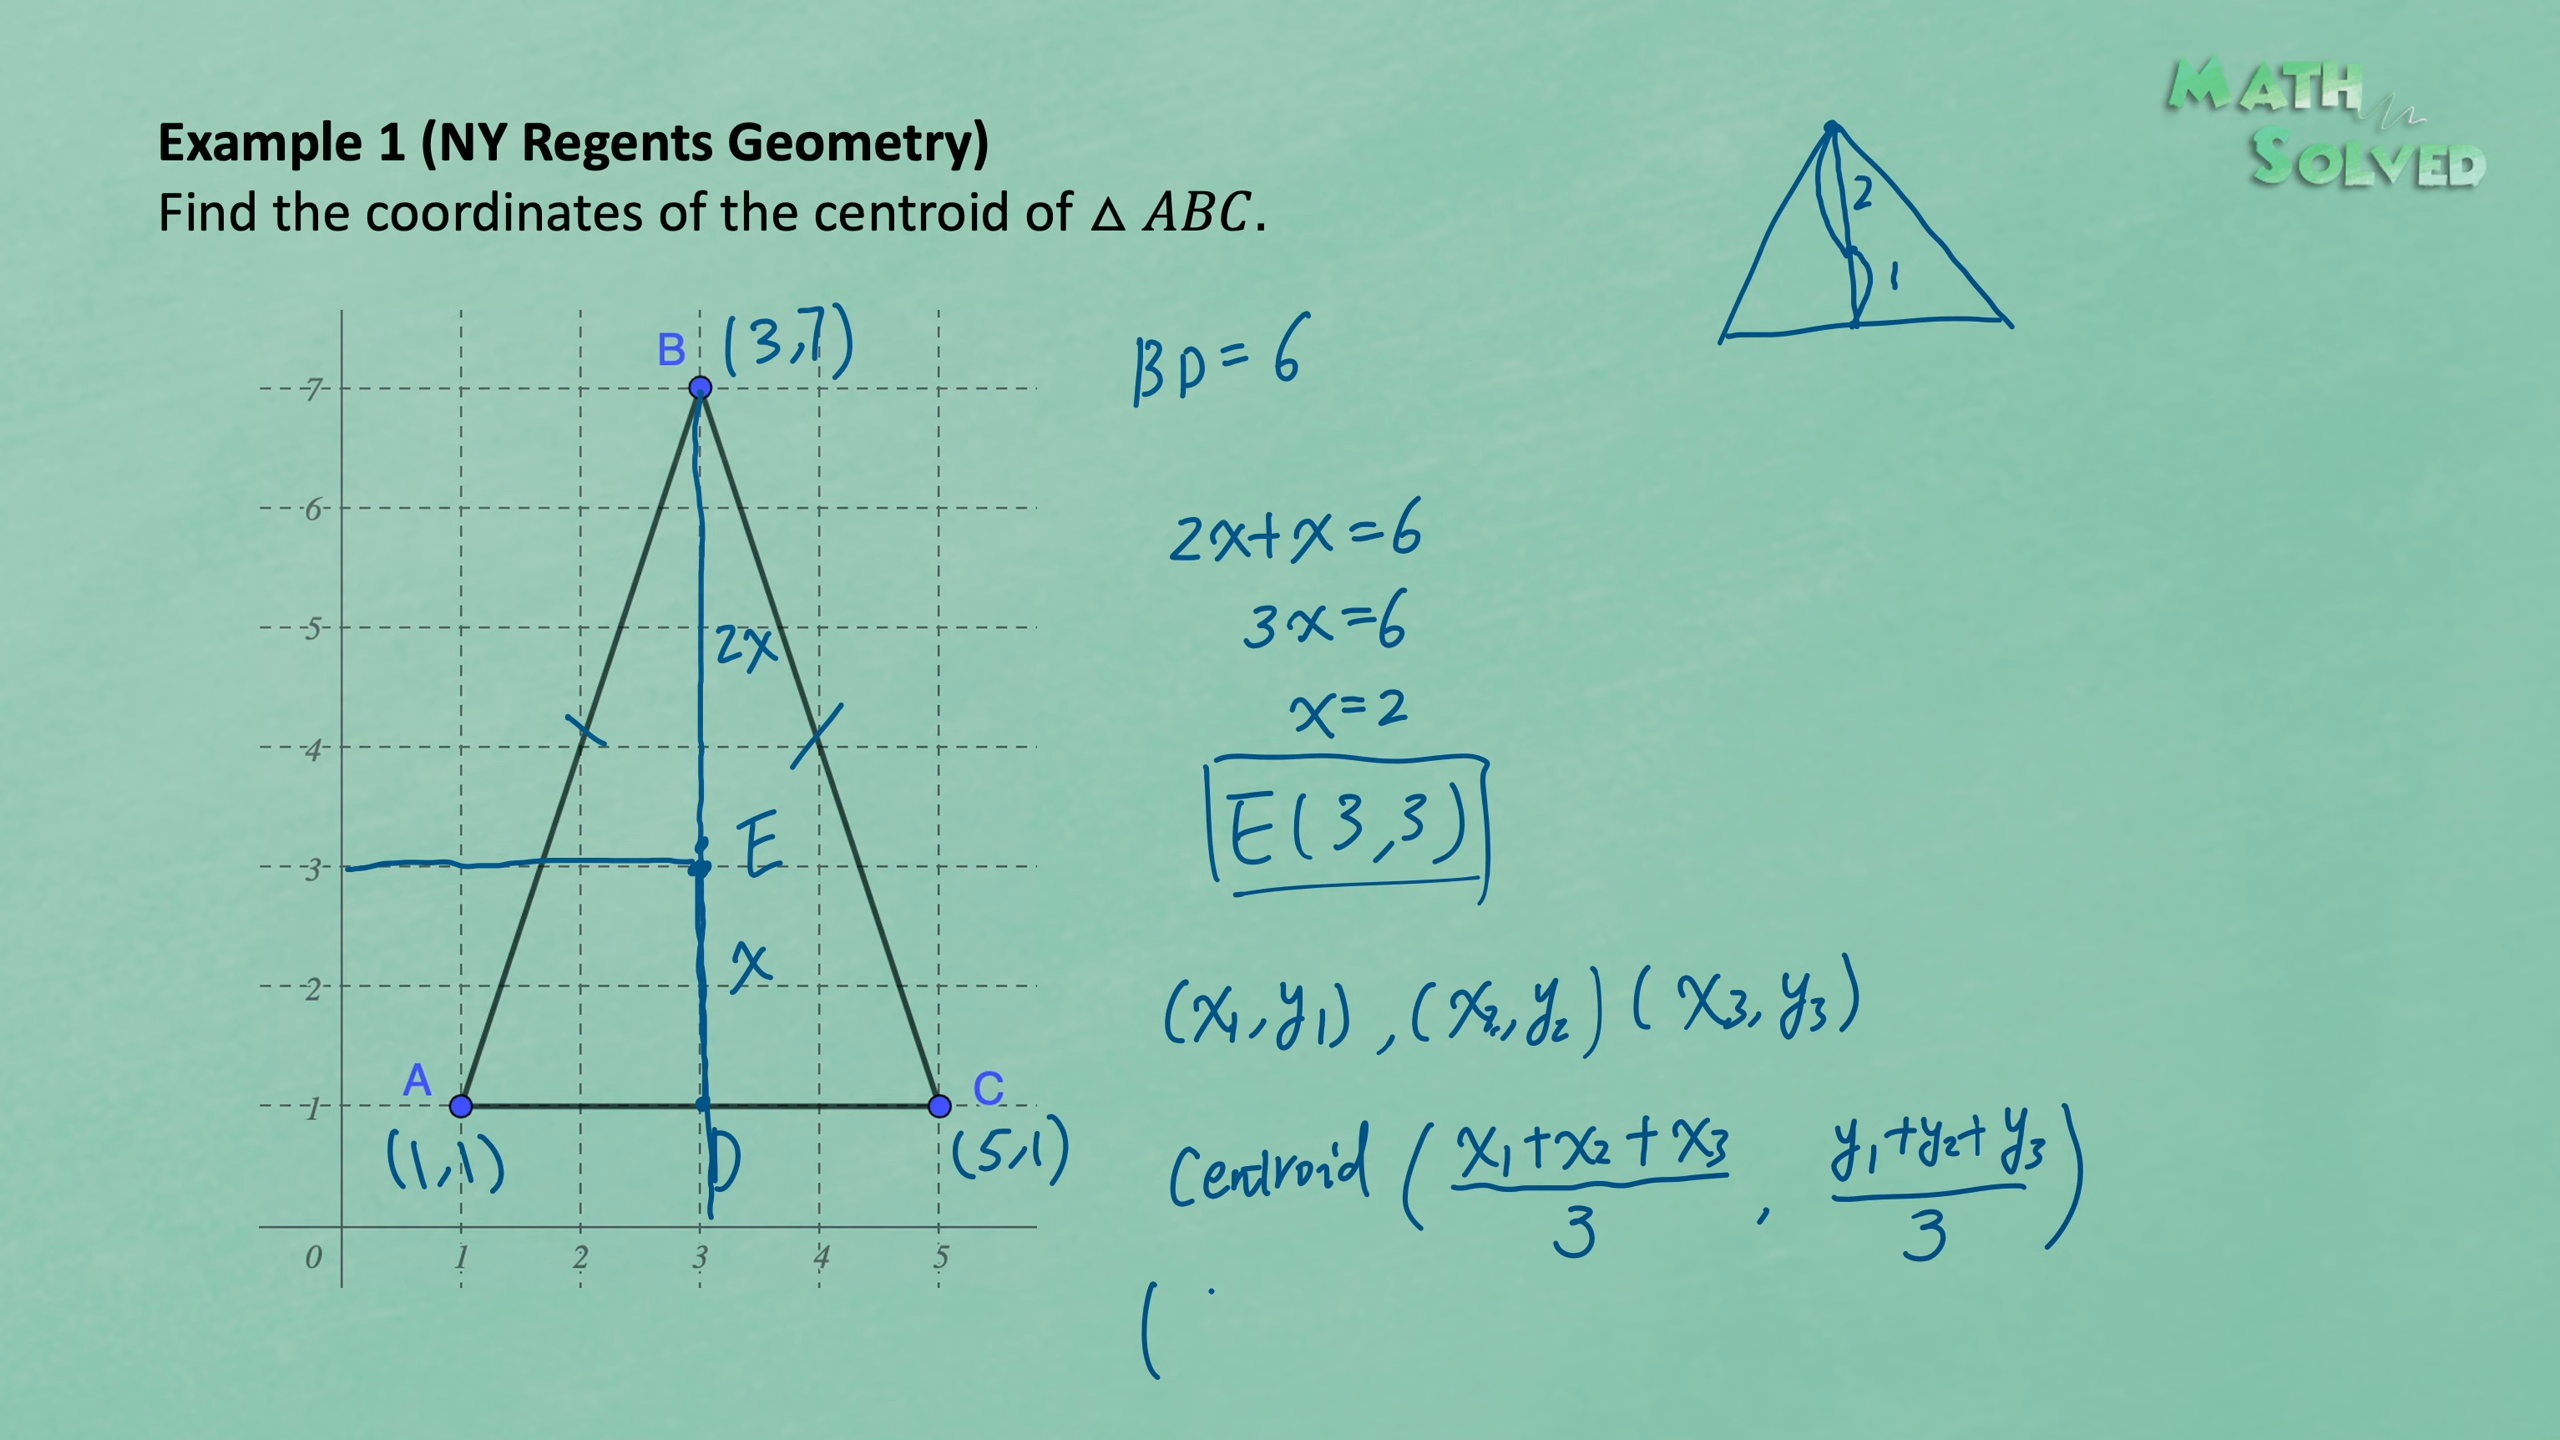 MATH
SOLVED
Example 1 (NY Regents Geometry)
Find the coordinates of the centroid of △ ABC.
2
1
B (3,7)
7
6
5
4
3
2
1
2x
E
x
A
C
(1,1)
D
(5,1)
0 1 2 3 4 5
BD = 6
2x+x=6
3x=6
x=2
E(3,3)
(x₁,y₁),(x₂,y₂)(x₃,y₃)
Centroid (x₁+x₂+x₃/3, y₁+y₂+y₃/3)
(